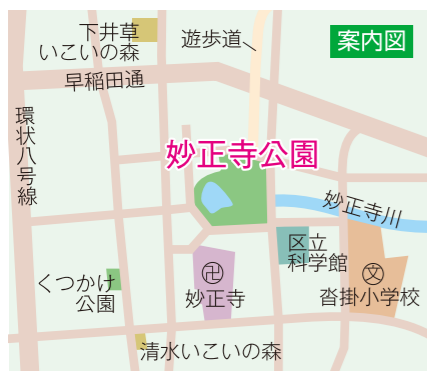 案内図
下井草
いこいの森
遊歩道
早稲田通
環状八号線
妙正寺公園
妙正寺川
区立
科学館
卍
妙正寺
文
沓掛小学校
くつかけ
公園
清水いこいの森